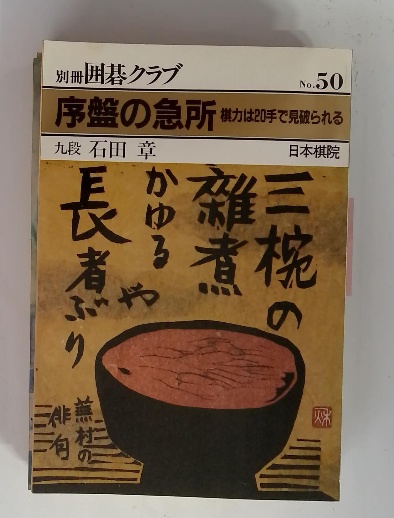 別冊囲碁クラブ No.50
序盤の急所 棋力は20手で見破られる
九段 石田 章 日本棋院
三椀の
雑煮
かゆるや
長者ぶり
蕪村の
俳句